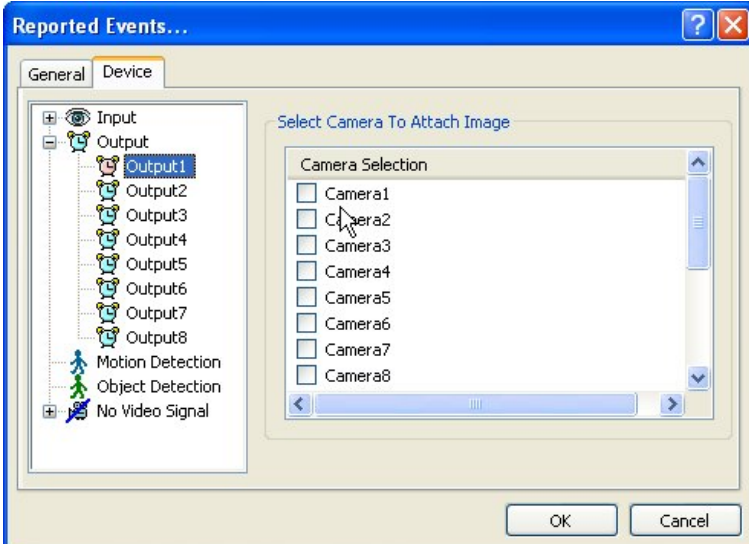 Reported Events...
General
Device
Input
Output
Output1
Output2
Output3
Output4
Output5
Output6
Output7
Output8
Motion Detection
Object Detection
No Video Signal
Select Camera To Attach Image
Camera Selection
Camera1
Camera2
Camera3
Camera4
Camera5
Camera6
Camera7
Camera8
OK
Cancel